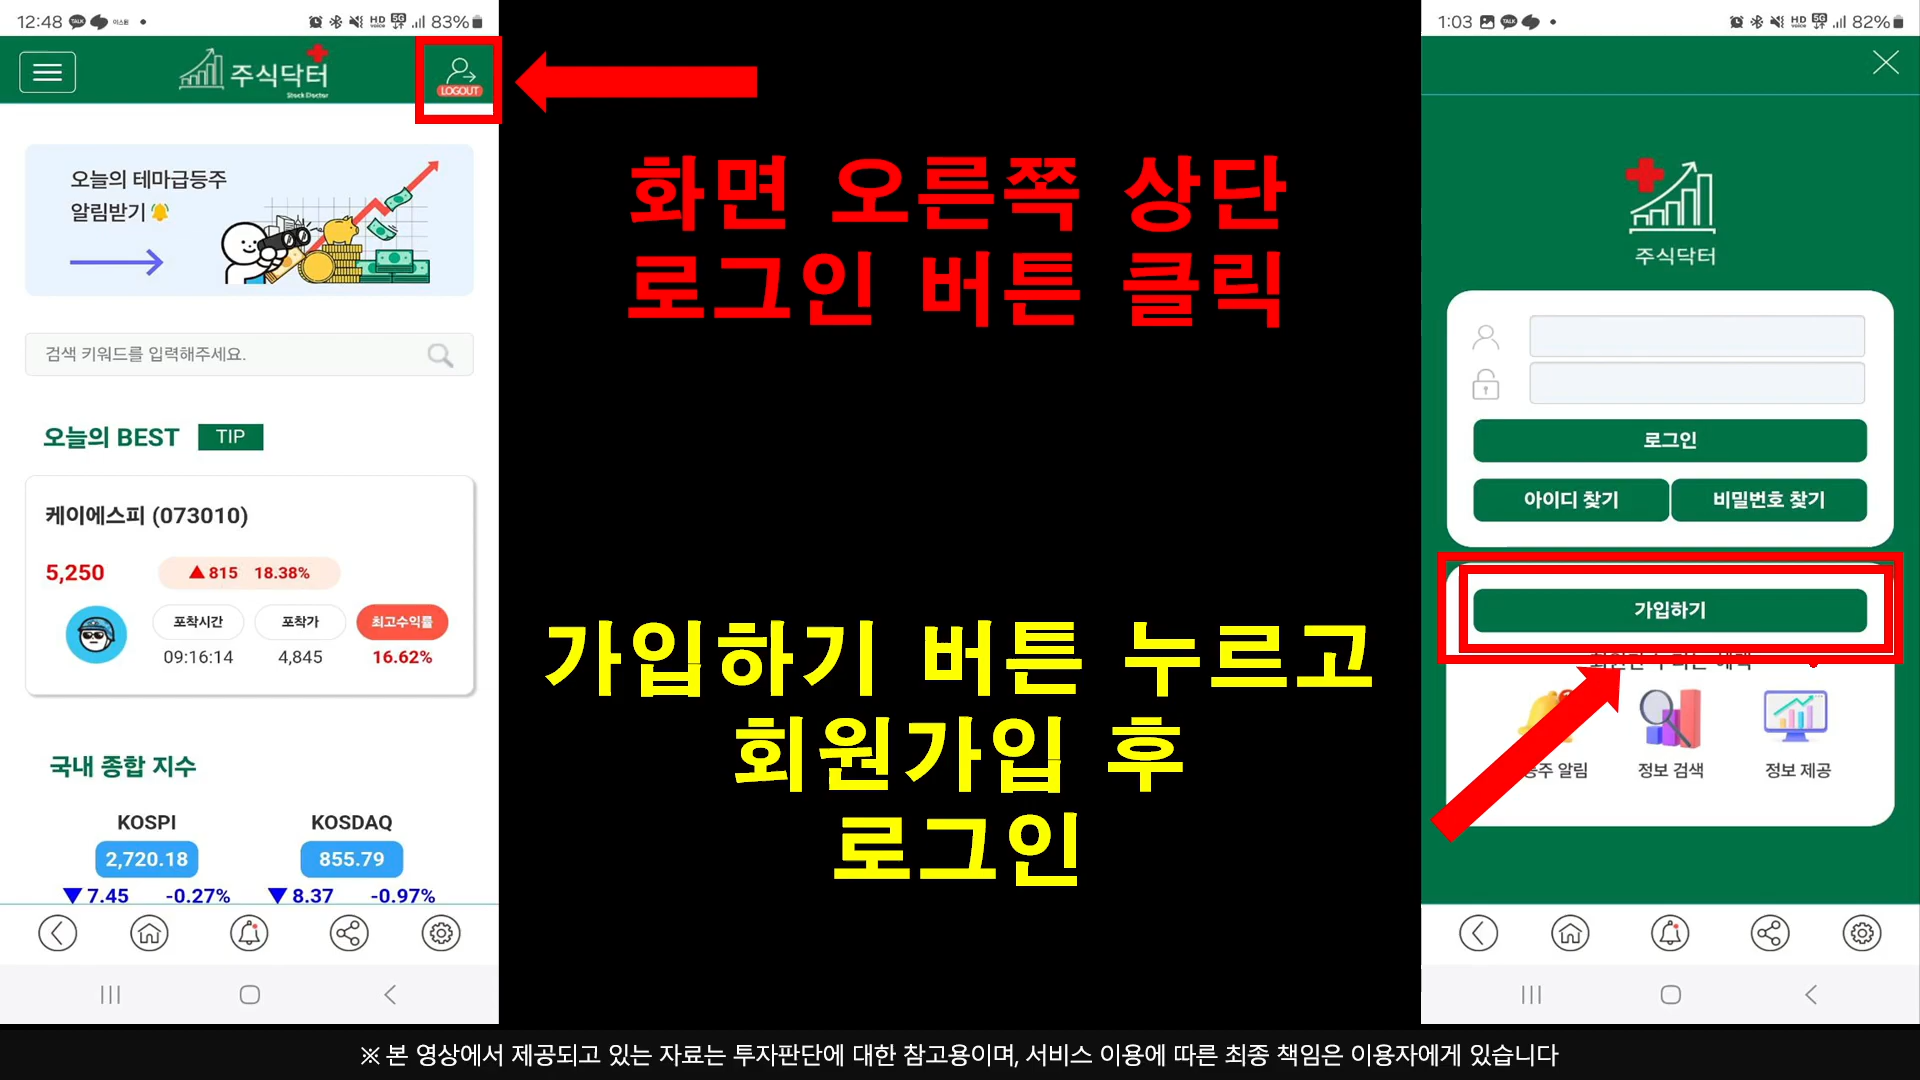 12:48
HD
5G
83%
주식닥터
Stock Doctor
LOGOUT
오늘의 테마급등주
알림받기
검색 키워드를 입력해주세요.
오늘의 BEST TIP
케이에스피 (073010)
5,250 ▲815 18.38%
포착시간 포착가 최고수익률
09:16:14 4,845 16.62%
국내 종합 지수
KOSPI KOSDAQ
2,720.18 855.79
▼7.45 -0.27% ▼8.37 -0.97%
화면 오른쪽 상단
로그인 버튼 클릭
가입하기 버튼 누르고
회원가입 후
로그인
1:03
HD
5G
82%
주식닥터
로그인
아이디 찾기 비밀번호 찾기
가입하기
등주 알림 정보 검색 정보 제공
※ 본 영상에서 제공되고 있는 자료는 투자판단에 대한 참고용이며, 서비스 이용에 따른 최종 책임은 이용자에게 있습니다